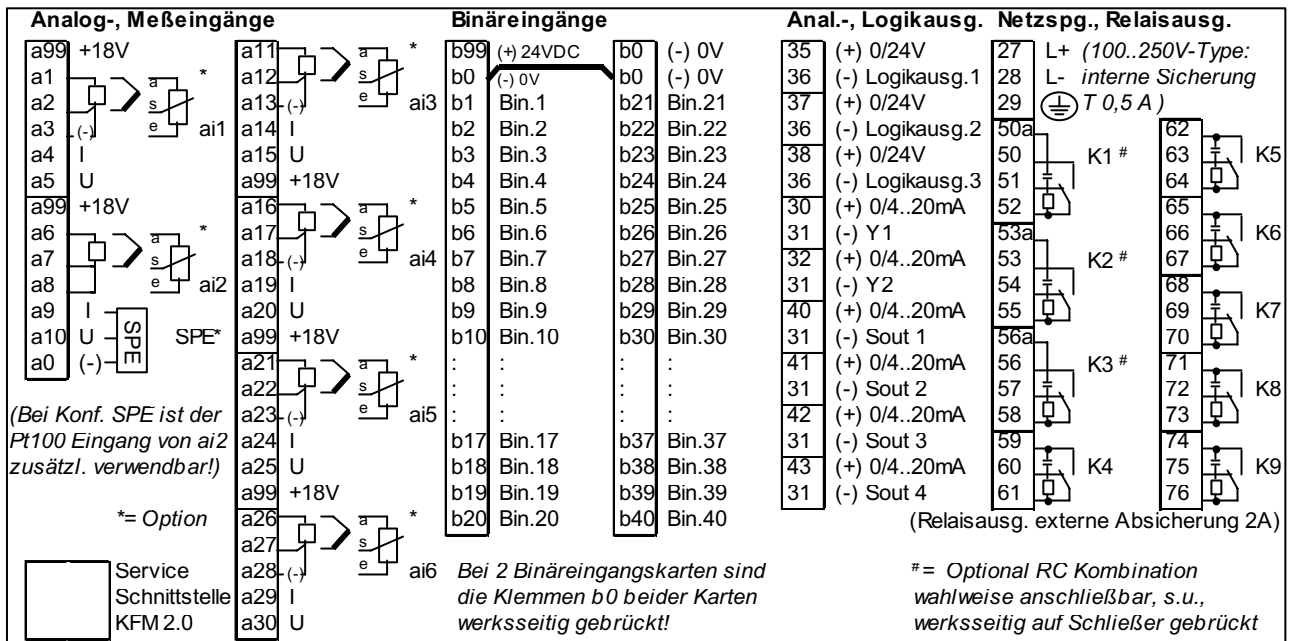 Analog-, Meßeingänge
a99 +18V
a1 a *
a2 s
a3 (-) e ai1
a4 I
a5 U
a99 +18V
a6 a *
a7 s
a8 e ai2
a9 I
a10 U SPE SPE*
a0 (-)
(Bei Konf. SPE ist der
Pt100 Eingang von ai2
zusätzl. verwendbar!)
*= Option
Service
Schnittstelle
KFM 2.0
a11 a *
a12 s
a13 (-) e ai3
a14 I
a15 U
a99 +18V
a16 a *
a17 s
a18 (-) e ai4
a19 I
a20 U
a99 +18V
a21 a *
a22 s
a23 (-) e ai5
a24 I
a25 U
a99 +18V
a26 a *
a27 s
a28 (-) e ai6
a29 I
a30 U
Binäreingänge
b99 (+) 24VDC
b0 (-) 0V
b1 Bin.1
b2 Bin.2
b3 Bin.3
b4 Bin.4
b5 Bin.5
b6 Bin.6
b7 Bin.7
b8 Bin.8
b9 Bin.9
b10 Bin.10
: :
: :
: :
b17 Bin.17
b18 Bin.18
b19 Bin.19
b20 Bin.20
b0 (-) 0V
b0 (-) 0V
b21 Bin.21
b22 Bin.22
b23 Bin.23
b24 Bin.24
b25 Bin.25
b26 Bin.26
b27 Bin.27
b28 Bin.28
b29 Bin.29
b30 Bin.30
: :
: :
: :
b37 Bin.37
b38 Bin.38
b39 Bin.39
b40 Bin.40
Bei 2 Binäreingangskarten sind
die Klemmen b0 beider Karten
werksseitig gebrückt!
Anal.-, Logikausg.
35 (+) 0/24V
36 (-) Logikausg.1
37 (+) 0/24V
36 (-) Logikausg.2
38 (+) 0/24V
36 (-) Logikausg.3
30 (+) 0/4..20mA
31 (-) Y1
32 (+) 0/4..20mA
31 (-) Y2
40 (+) 0/4..20mA
31 (-) Sout 1
41 (+) 0/4..20mA
31 (-) Sout 2
42 (+) 0/4..20mA
31 (-) Sout 3
43 (+) 0/4..20mA
31 (-) Sout 4
Netzspg., Relaisausg.
27 L+ (100..250V-Type:
28 L- interne Sicherung
29 T 0,5 A )
50a
50 K1 #
51
52
53a
53 K2 #
54
55
56a
56 K3 #
57
58
59
60 K4
61
62
63 K5
64
65
66 K6
67
68
69 K7
70
71
72 K8
73
74
75 K9
76
(Relaisausg. externe Absicherung 2A)
#= Optional RC Kombination
wahlweise anschließbar, s.u.,
werksseitig auf Schließer gebrückt